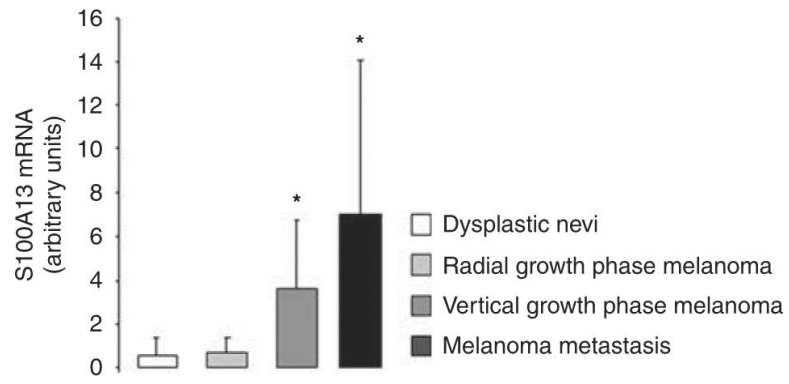 16
14
12
10
8
6
4
2
0
S100A13 mRNA
(arbitrary units)
*
*
Dysplastic nevi
Radial growth phase melanoma
Vertical growth phase melanoma
Melanoma metastasis